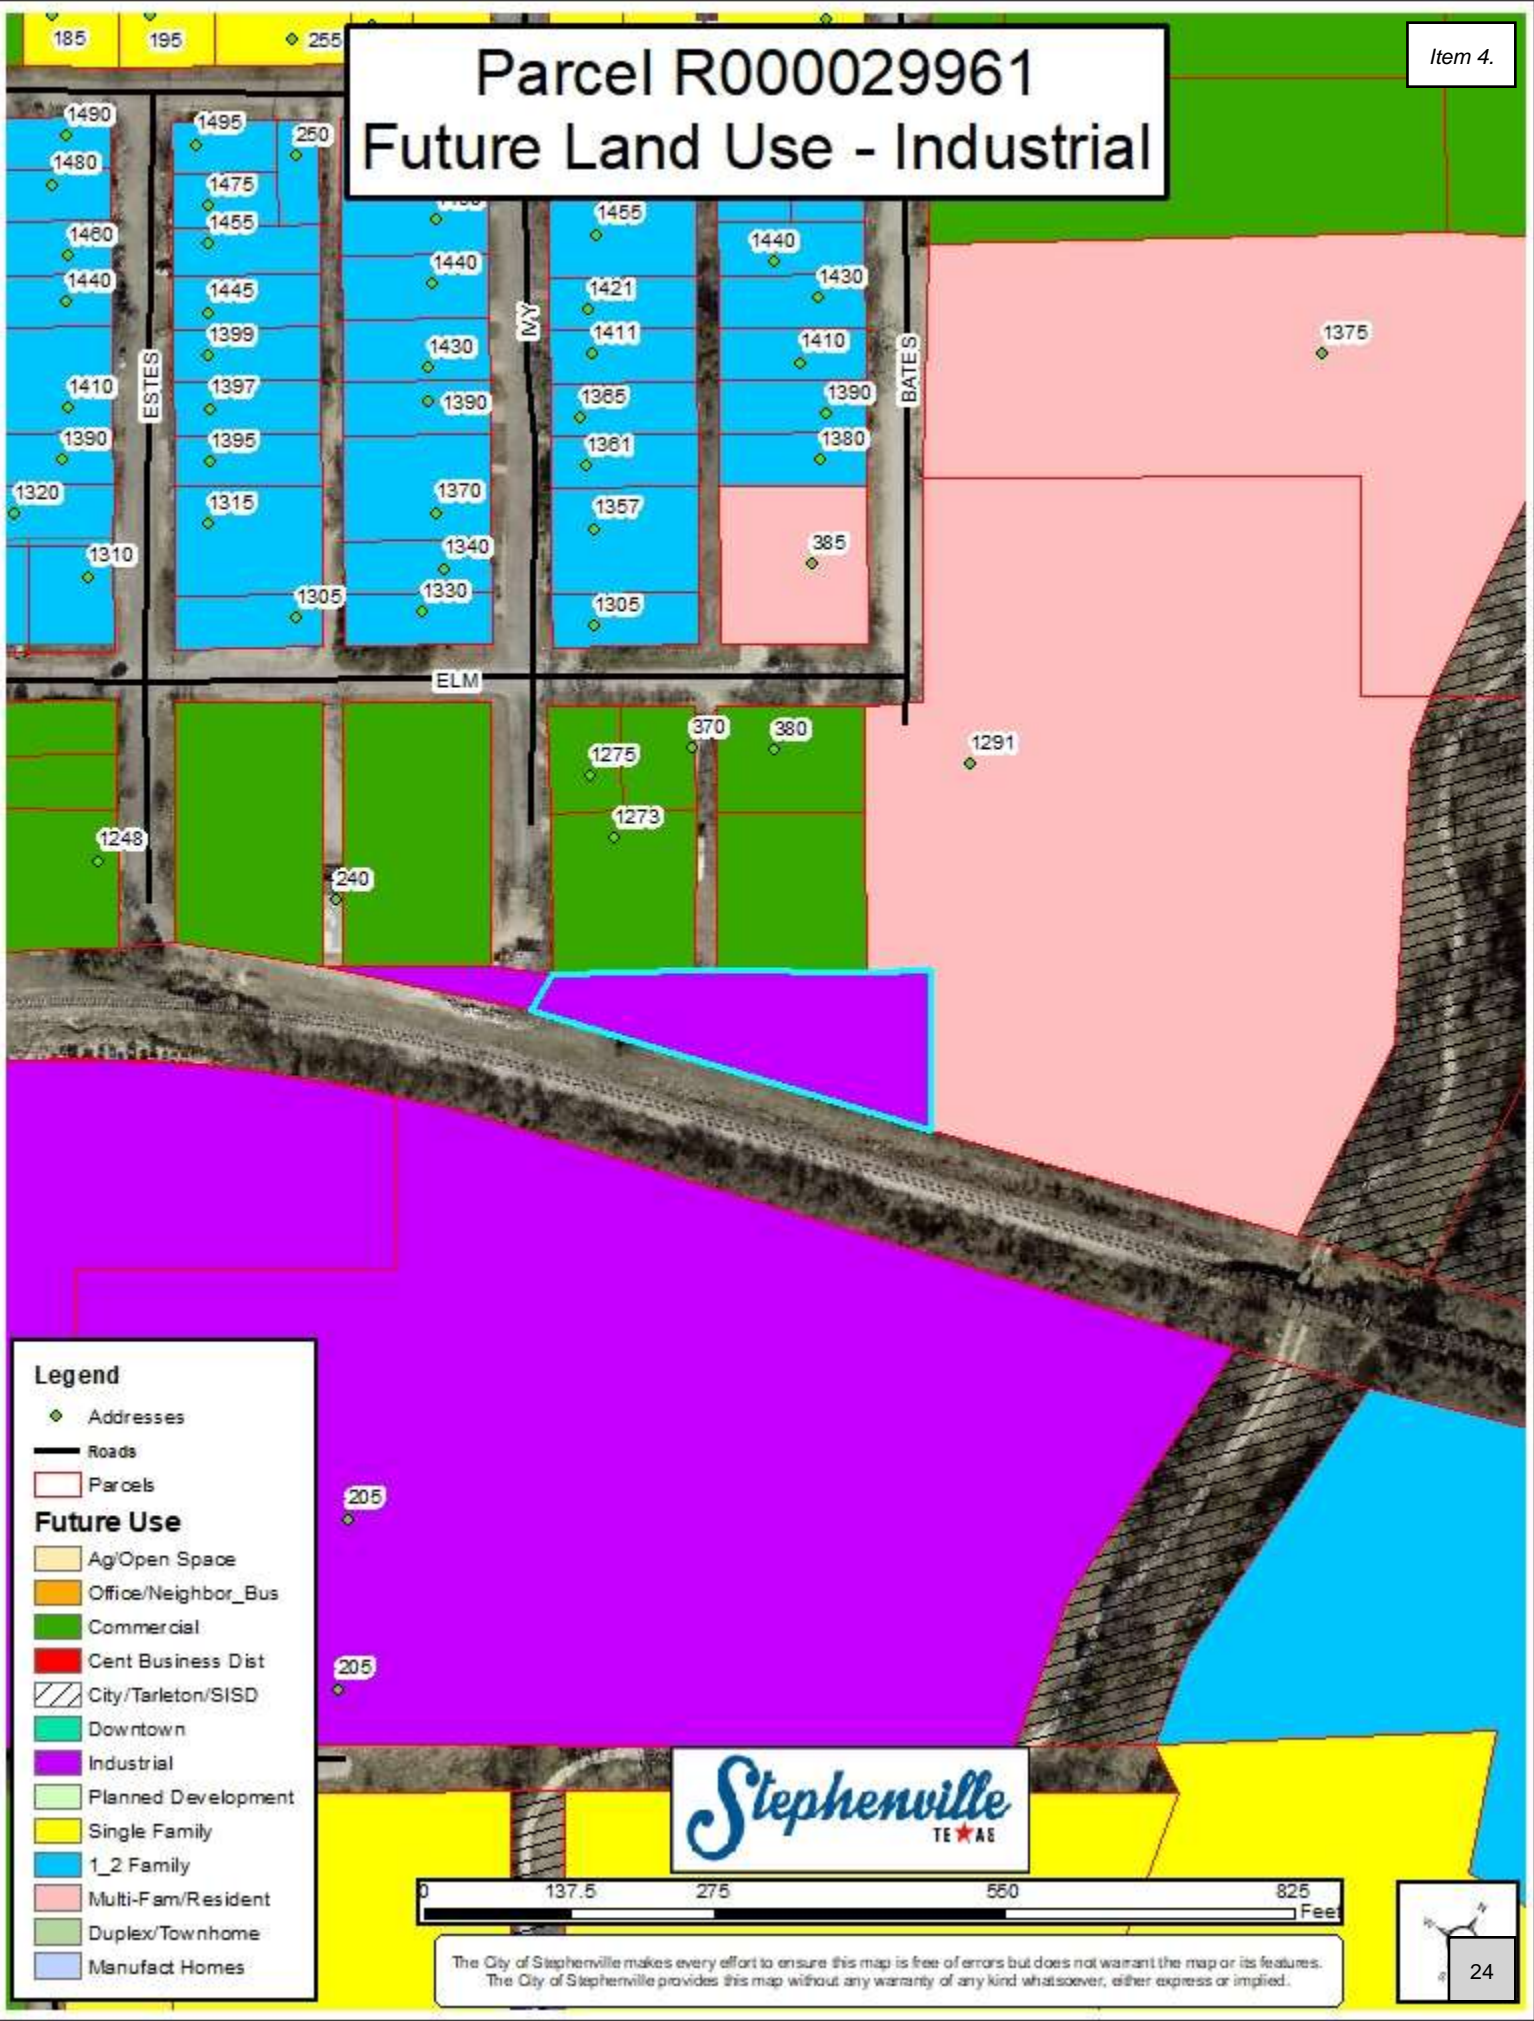 Item 4.
Parcel R000029961
Future Land Use - Industrial
185
195
255
1490
1495
250
1480
1475
1455
1455
1460
1440
1440
1440
1430
1445
1421
1399
1411
1375
1410
IVY
BATES
ESTES
1430
1397
1390
1365
1390
1410
1390
1395
1361
1380
1320
1315
1370
1357
1310
1340
385
1305
1330
1305
ELM
370
380
1275
1291
1273
1248
240
205
205
Legend
Addresses
Roads
Parcels
Future Use
Ag/Open Space
Office/Neighbor_Bus
Commercial
Cent Business Dist
City/Tarleton/SISD
Downtown
Industrial
Planned Development
Single Family
1_2 Family
Multi-Fam/Resident
Duplex/Townhome
Manufact Homes
Stephenville
TEXAS
0 137.5 275 550 825
Feet
The City of Stephenville makes every effort to ensure this map is free of errors but does not warrant the map or its features.
The City of Stephenville provides this map without any warranty of any kind whatsoever, either express or implied.
N
W
S
24